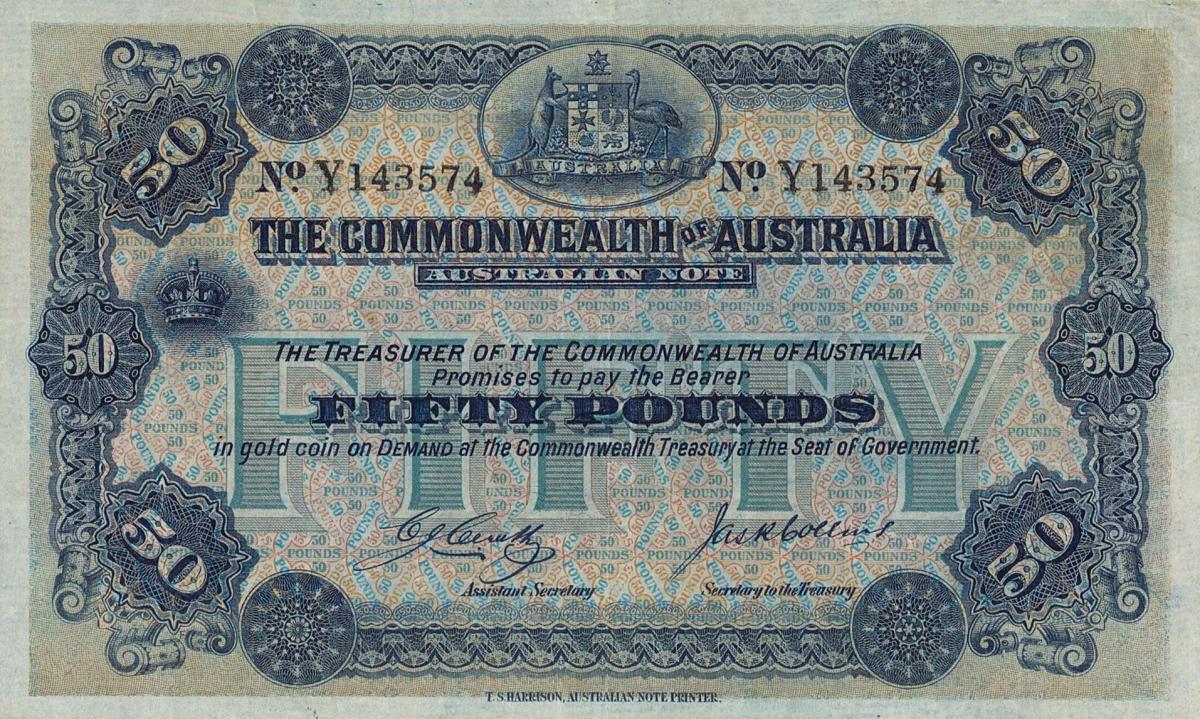 50
50
AUSTRALIA
Nº Y143574
Nº Y143574
THE COMMONWEALTH OF AUSTRALIA
AUSTRALIAN NOTE
50
50
FIFTY
THE TREASURER OF THE COMMONWEALTH OF AUSTRALIA
Promises to pay the Bearer
FIFTY POUNDS
in gold coin on DEMAND at the Commonwealth Treasury at the Seat of Government.
Jas R Collins
Assistant Secretary
Secretary to the Treasury
50
50
T. S. HARRISON, AUSTRALIAN NOTE PRINTER.